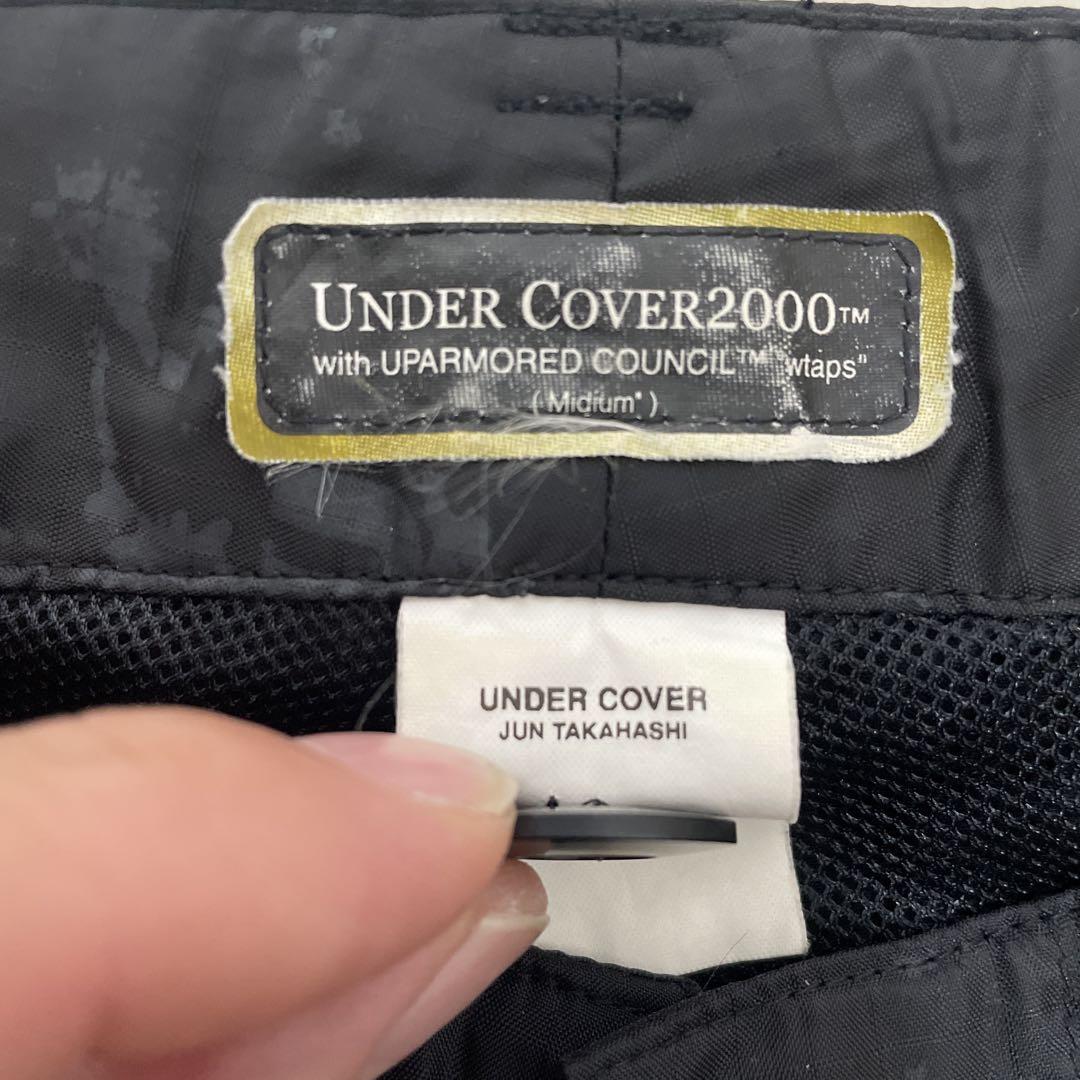 UNDER COVER2000™
with UPARMORED COUNCIL™ "wtaps"
( Midium" )
UNDER COVER
JUN TAKAHASHI